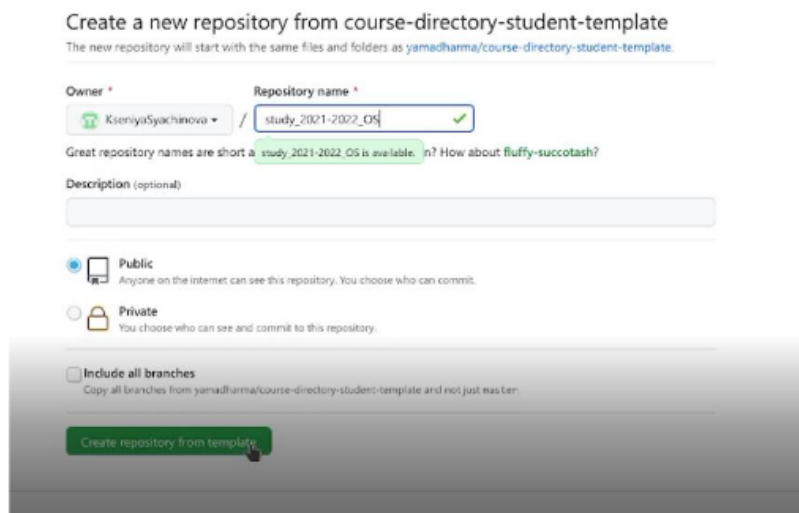 Create a new repository from course-directory-student-template
The new repository will start with the same files and folders as yamadharma/course-directory-student-template.
Owner *
Repository name *
KseniyaSyachinova
/
study_2021-2022_OS
Great repository names are short a
study_2021-2022_OS is available.
n? How about fluffy-succotash?
Description (optional)
Public
Anyone on the internet can see this repository. You choose who can commit.
Private
You choose who can see and commit to this repository.
Include all branches
Copy all branches from yamadharma/course-directory-student-template and not just master.
Create repository from template